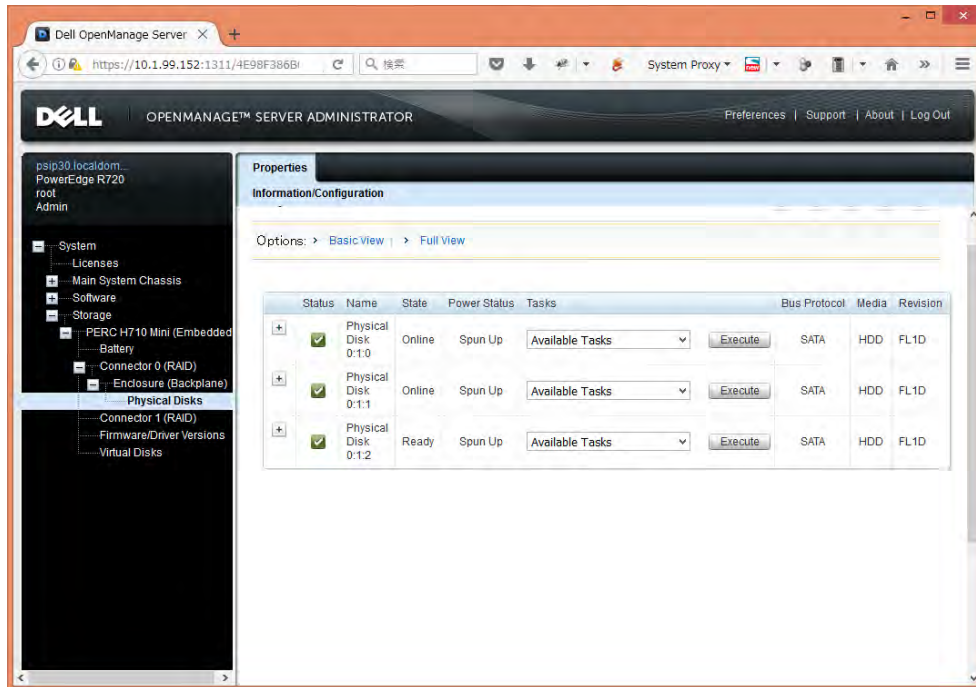 Dell OpenManage Server
https://10.1.99.152:1311/4E98F386B
検索
System Proxy
DELL
OPENMANAGE™ SERVER ADMINISTRATOR
Preferences | Support | About | Log Out
psip30.localdom...
PowerEdge R720
root
Admin
Properties
Information/Configuration
System
Licenses
Main System Chassis
Software
Storage
PERC H710 Mini (Embedded
Battery
Connector 0 (RAID)
Enclosure (Backplane)
Physical Disks
Connector 1 (RAID)
Firmware/Driver Versions
Virtual Disks
Options: Basic View | Full View
Status Name State Power Status Tasks Bus Protocol Media Revision
Physical
Disk
0:1:0
Online Spun Up Available Tasks Execute SATA HDD FL1D
Physical
Disk
0:1:1
Online Spun Up Available Tasks Execute SATA HDD FL1D
Physical
Disk
0:1:2
Ready Spun Up Available Tasks Execute SATA HDD FL1D